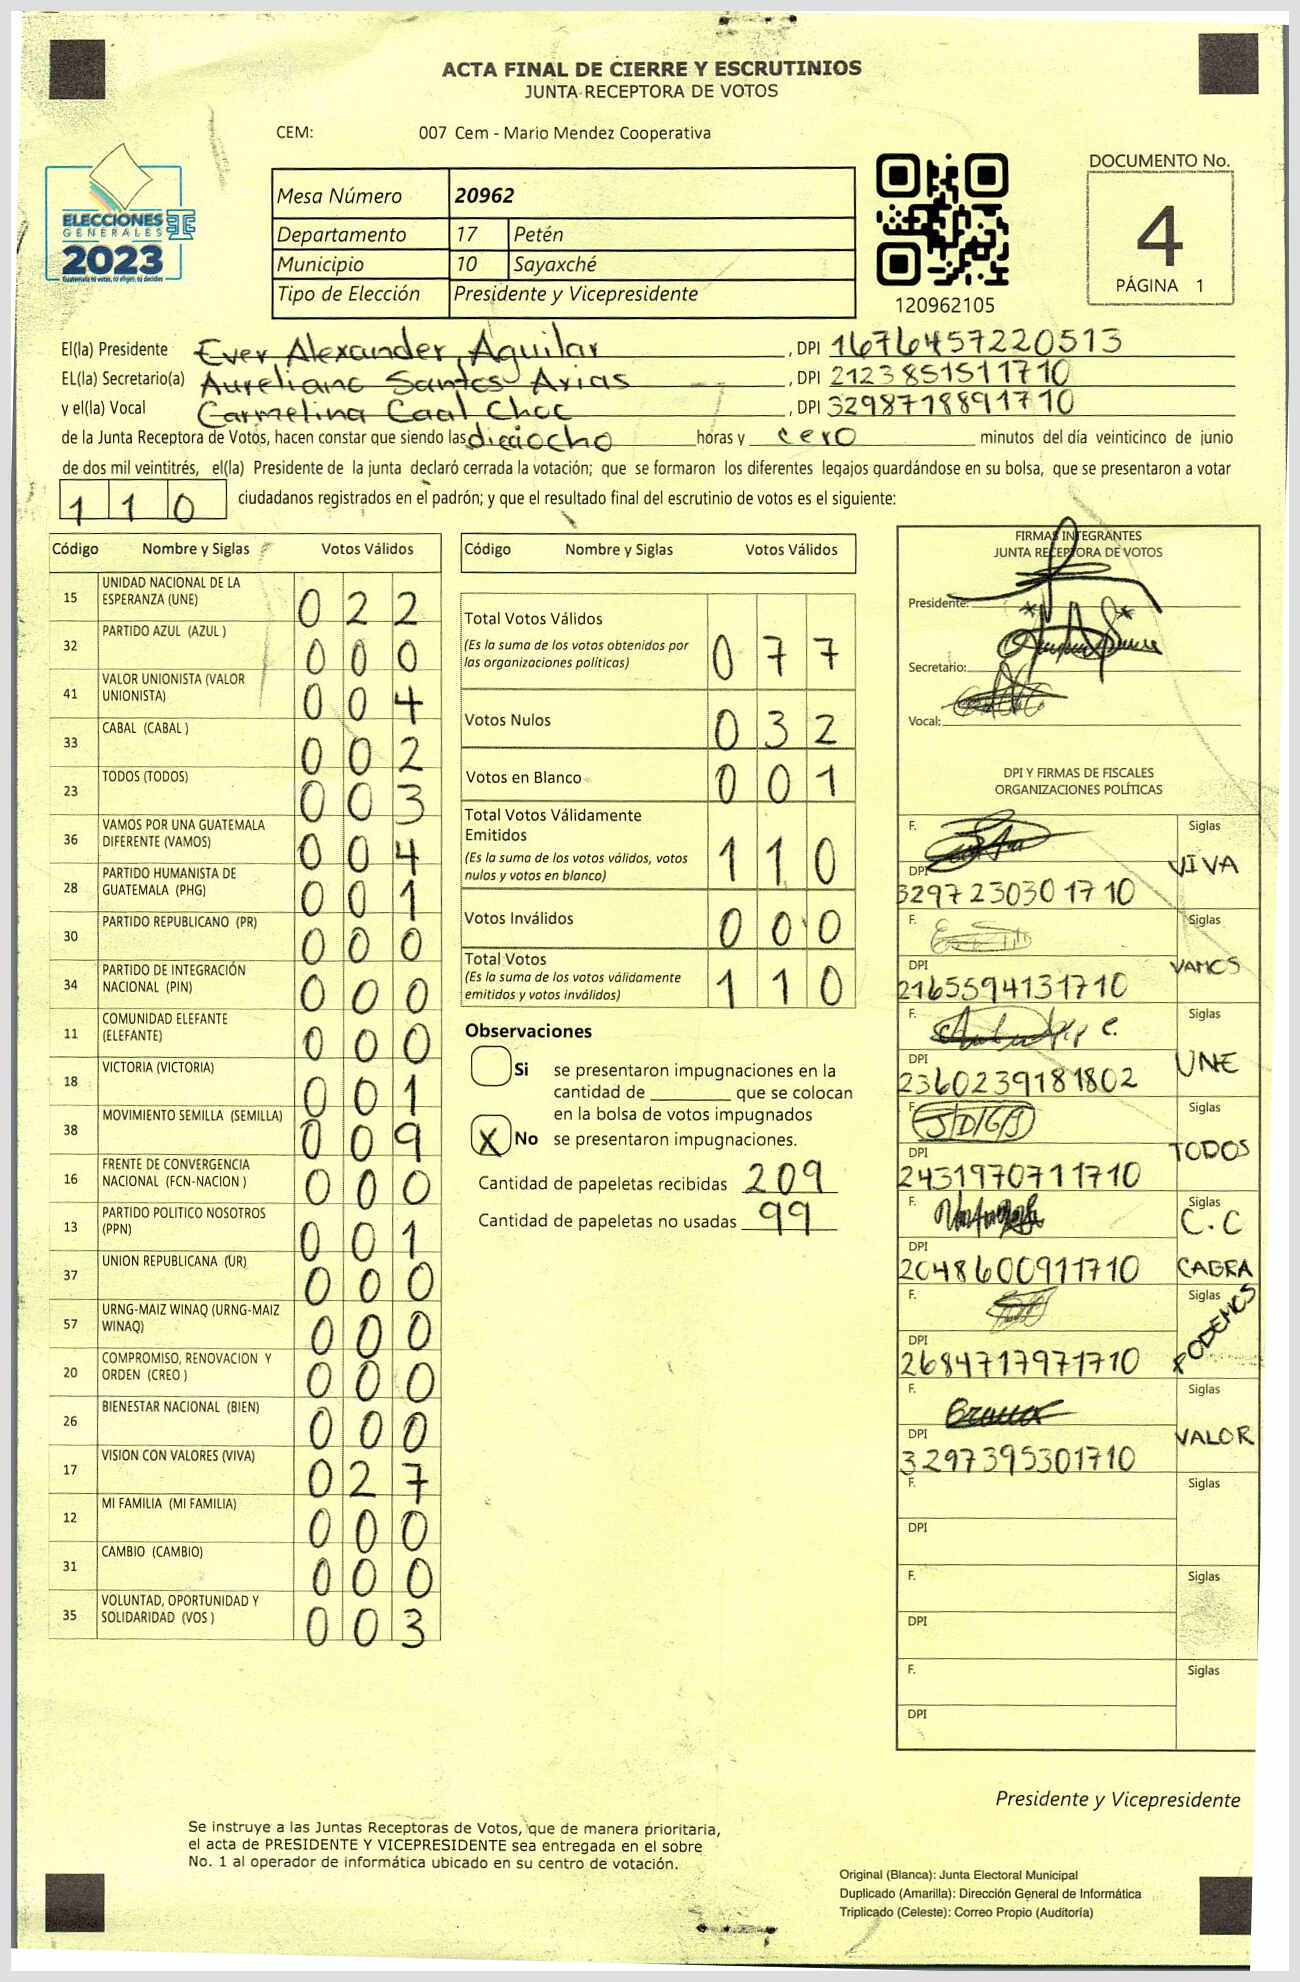 ACTA FINAL DE CIERRE Y ESCRUTINIOS
JUNTA RECEPTORA DE VOTOS
CEM: 007 Cem - Mario Mendez Cooperativa
DOCUMENTO No.
4
PÁGINA 1
ELECCIONES
GENERALES
2023
Mesa Número 20962
Departamento 17 Petén
Municipio 10 Sayaxché
Tipo de Elección Presidente y Vicepresidente
120962105
El(la) Presidente Ever Alexander Aguilar, DPI 1676457220513
EL(la) Secretario(a) Aureliano Santos Arias, DPI 2123851511710
y el(la) Vocal Carmelina Caal Choc, DPI 3298718891710
de la Junta Receptora de Votos, hacen constar que siendo las dieciocho horas y cero minutos del día veinticinco de junio
de dos mil veintitrés, el(la) Presidente de la junta declaró cerrada la votación; que se formaron los diferentes legajos guardándose en su bolsa, que se presentaron a votar
1 1 0 ciudadanos registrados en el padrón; y que el resultado final del escrutinio de votos es el siguiente:
Código Nombre y Siglas Votos Válidos
15 UNIDAD NACIONAL DE LA ESPERANZA (UNE) 0 2 2
32 PARTIDO AZUL (AZUL ) 0 0 0
41 VALOR UNIONISTA (VALOR UNIONISTA) 0 0 4
33 CABAL (CABAL ) 0 0 2
23 TODOS (TODOS) 0 0 3
36 VAMOS POR UNA GUATEMALA DIFERENTE (VAMOS) 0 0 4
28 PARTIDO HUMANISTA DE GUATEMALA (PHG) 0 0 1
30 PARTIDO REPUBLICANO (PR) 0 0 0
34 PARTIDO DE INTEGRACIÓN NACIONAL (PIN) 0 0 0
11 COMUNIDAD ELEFANTE (ELEFANTE) 0 0 0
18 VICTORIA (VICTORIA) 0 0 1
38 MOVIMIENTO SEMILLA (SEMILLA) 0 0 9
16 FRENTE DE CONVERGENCIA NACIONAL (FCN-NACION ) 0 0 0
13 PARTIDO POLITICO NOSOTROS (PPN) 0 0 1
37 UNION REPUBLICANA (UR) 0 0 0
57 URNG-MAIZ WINAQ (URNG-MAIZ WINAQ) 0 0 0
20 COMPROMISO, RENOVACION Y ORDEN (CREO ) 0 0 0
26 BIENESTAR NACIONAL (BIEN) 0 0 0
17 VISION CON VALORES (VIVA) 0 2 7
12 MI FAMILIA (MI FAMILIA) 0 0 0
31 CAMBIO (CAMBIO) 0 0 0
35 VOLUNTAD, OPORTUNIDAD Y SOLIDARIDAD (VOS ) 0 0 3
Código Nombre y Siglas Votos Válidos
Total Votos Válidos 0 7 7
(Es la suma de los votos obtenidos por
las organizaciones políticas)
Votos Nulos 0 3 2
Votos en Blanco 0 0 1
Total Votos Válidamente
Emitidos 1 1 0
(Es la suma de los votos válidos, votos
nulos y votos en blanco)
Votos Inválidos 0 0 0
Total Votos 1 1 0
(Es la suma de los votos válidamente
emitidos y votos inválidos)
Observaciones
Si se presentaron impugnaciones en la
cantidad de ________ que se colocan
en la bolsa de votos impugnados
X No se presentaron impugnaciones.
Cantidad de papeletas recibidas 209
Cantidad de papeletas no usadas 99
FIRMAS INTEGRANTES
JUNTA RECEPTORA DE VOTOS
Presidente:
Secretario:
Vocal:
DPI Y FIRMAS DE FISCALES
ORGANIZACIONES POLÍTICAS
F. Siglas
VIVA
DPI
3297230301710
F. Siglas
VAMOS
DPI
2165594131710
F. Siglas
UNE
DPI
2360239181802
F. Siglas
TODOS
DPI
2431970711710
F. Siglas
C.C
DPI
2048600911710 CABRA
F. Siglas
PODEMOS
DPI
2684717971710
F. Siglas
VALOR
DPI
3297395301710
F. Siglas
DPI
F. Siglas
DPI
F. Siglas
DPI
Presidente y Vicepresidente
Se instruye a las Juntas Receptoras de Votos, que de manera prioritaria,
el acta de PRESIDENTE Y VICEPRESIDENTE sea entregada en el sobre
No. 1 al operador de informática ubicado en su centro de votación.
Original (Blanca): Junta Electoral Municipal
Duplicado (Amarilla): Dirección General de Informática
Triplicado (Celeste): Correo Propio (Auditoría)